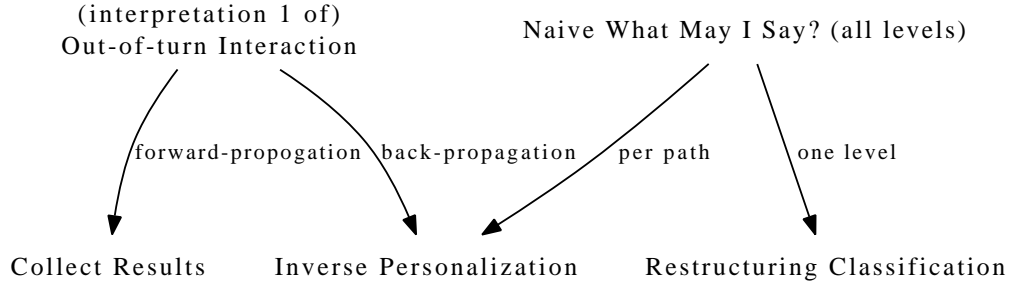 (interpretation 1 of)
Out-of-turn Interaction
Naive What May I Say? (all levels)
forward-propogation
back-propagation
per path
one level
Collect Results
Inverse Personalization
Restructuring Classification